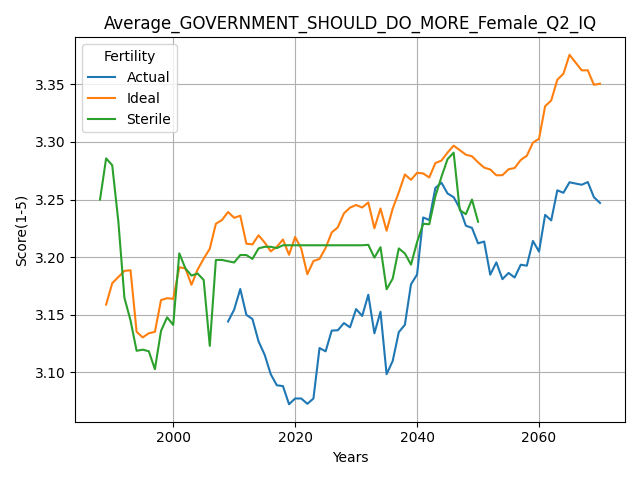 Average_GOVERNMENT_SHOULD_DO_MORE_Female_Q2_IQ
Fertility
Actual
Ideal
Sterile
Score(1-5)
3.35
3.30
3.25
3.20
3.15
3.10
2000 2020 2040 2060
Years